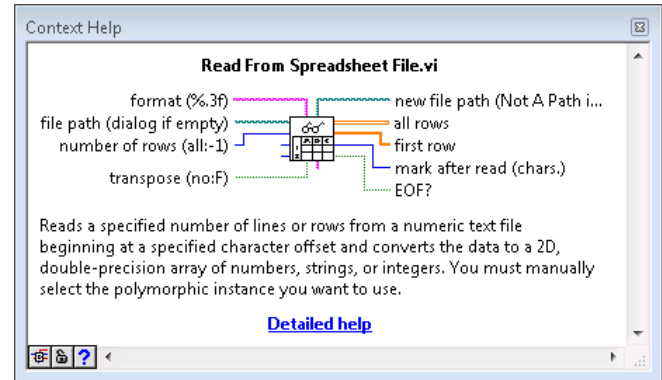 Context Help
Read From Spreadsheet File.vi
format (%.3f)
new file path (Not A Path i...
file path (dialog if empty)
all rows
number of rows (all:-1)
first row
mark after read (chars.)
transpose (no:F)
EOF?
Reads a specified number of lines or rows from a numeric text file
beginning at a specified character offset and converts the data to a 2D,
double-precision array of numbers, strings, or integers. You must manually
select the polymorphic instance you want to use.
Detailed help
?